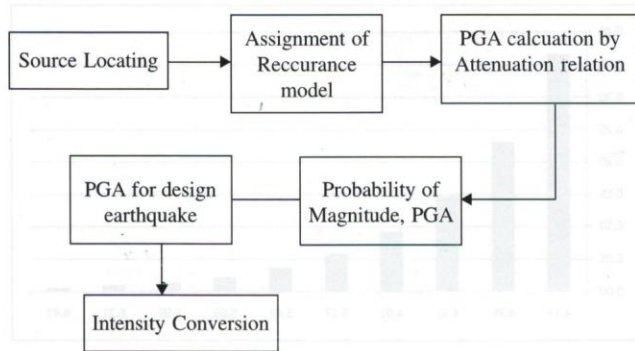 Source Locating
Assignment of
Reccurance
model
PGA calcuation by
Attenuation relation
Probability of
Magnitude, PGA
PGA for design
earthquake
Intensity Conversion